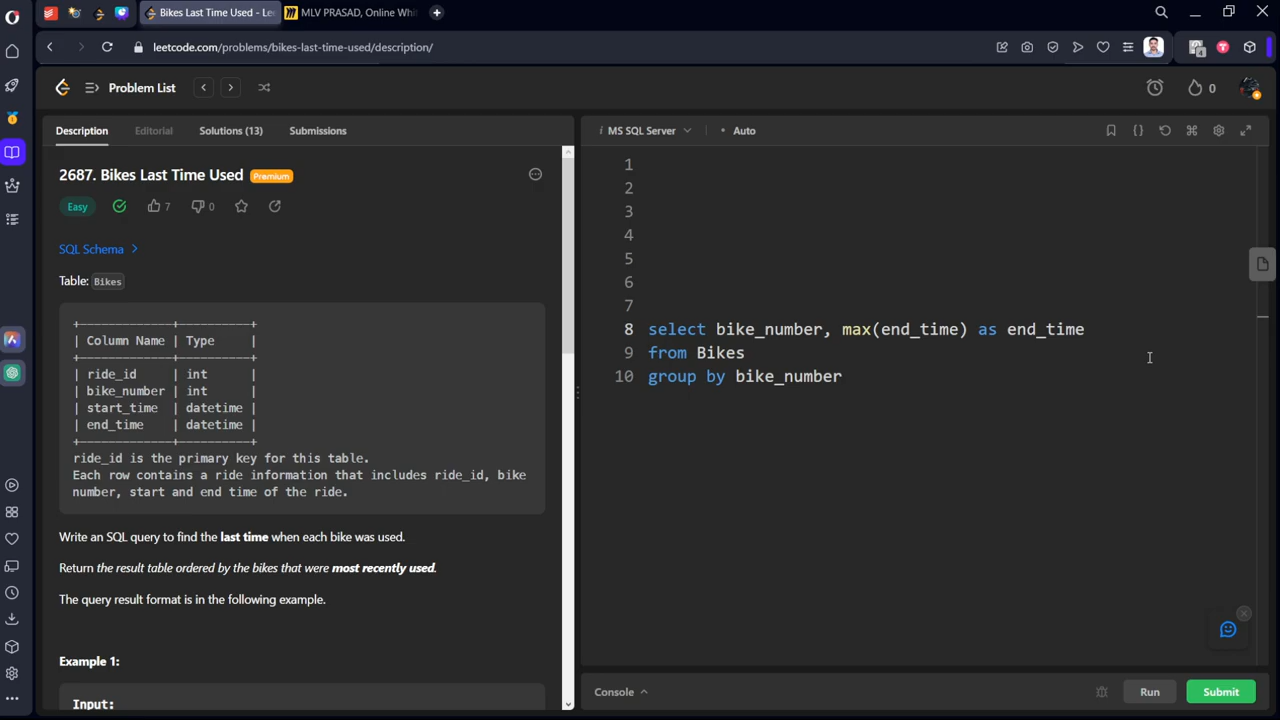 Bikes Last Time Used - Lee
MLV PRASAD, Online Whit
leetcode.com/problems/bikes-last-time-used/description/
4
Problem List
0
Description
Editorial
Solutions (13)
Submissions
i MS SQL Server
• Auto
{}
2687. Bikes Last Time Used Premium
Easy
7
0
SQL Schema >
Table: Bikes
+-------------+----------+
| Column Name | Type     |
+-------------+----------+
| ride_id     | int      |
| bike_number | int      |
| start_time  | datetime |
| end_time    | datetime |
+-------------+----------+
ride_id is the primary key for this table.
Each row contains a ride information that includes ride_id, bike
number, start and end time of the ride.
Write an SQL query to find the last time when each bike was used.
Return the result table ordered by the bikes that were most recently used.
The query result format is in the following example.
Example 1:
Input:
1
2
3
4
5
6
7
8 select bike_number, max(end_time) as end_time
9 from Bikes
10 group by bike_number
Console
Run
Submit